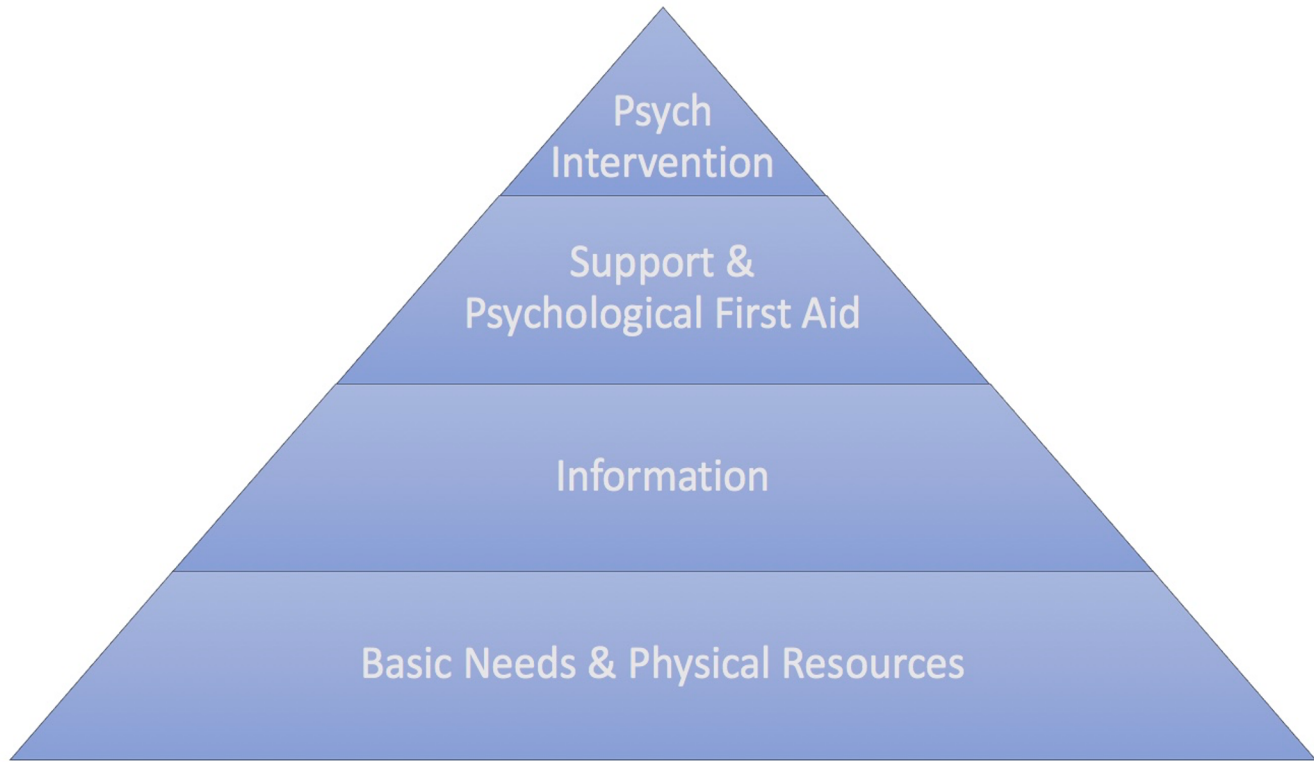 Psych
Intervention
Support &
Psychological First Aid
Information
Basic Needs & Physical Resources